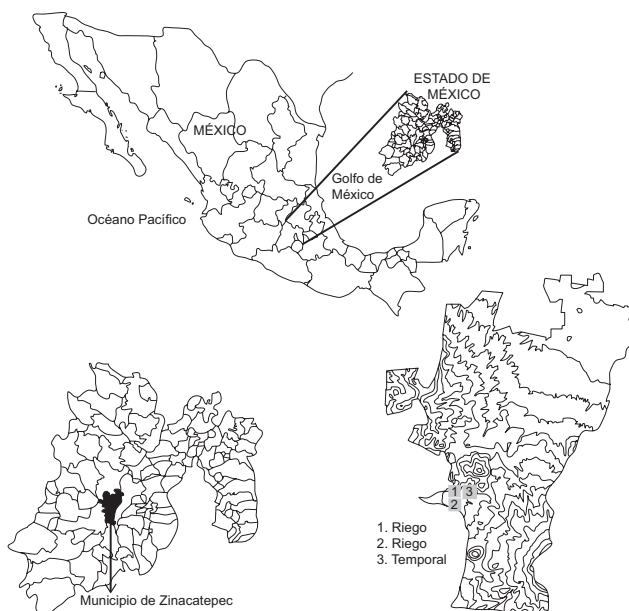 ESTADO DE
MÉXICO
MÉXICO
Golfo de
México
Océano Pacífico
1 3
2
1. Riego
2. Riego
3. Temporal
Municipio de Zinacatepec